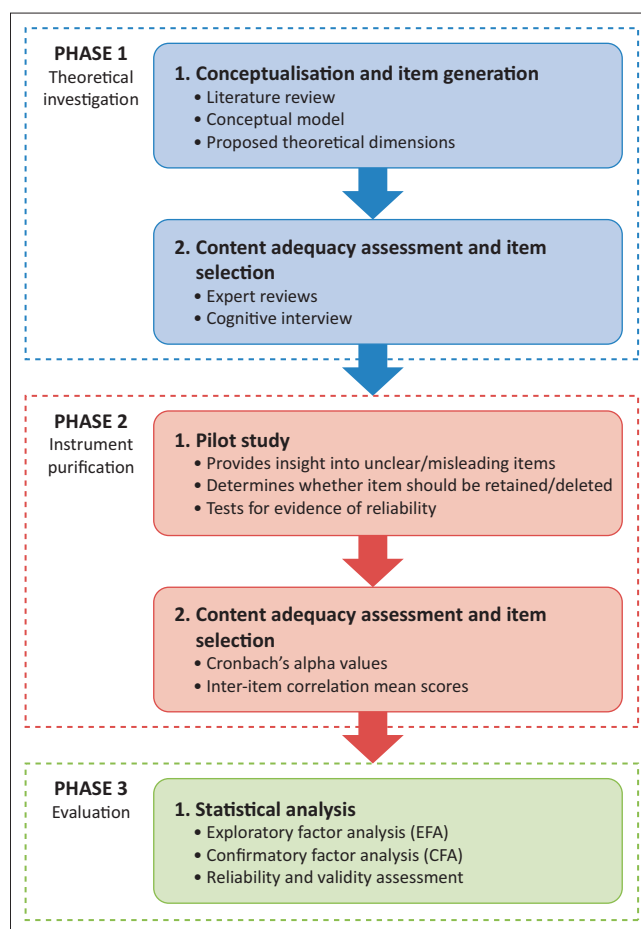 PHASE 1
Theoretical
investigation
1. Conceptualisation and item generation
• Literature review
• Conceptual model
• Proposed theoretical dimensions
2. Content adequacy assessment and item
selection
• Expert reviews
• Cognitive interview
PHASE 2
Instrument
purification
1. Pilot study
• Provides insight into unclear/misleading items
• Determines whether item should be retained/deleted
• Tests for evidence of reliability
2. Content adequacy assessment and item
selection
• Cronbach's alpha values
• Inter-item correlation mean scores
PHASE 3
Evaluation
1. Statistical analysis
• Exploratory factor analysis (EFA)
• Confirmatory factor analysis (CFA)
• Reliability and validity assessment